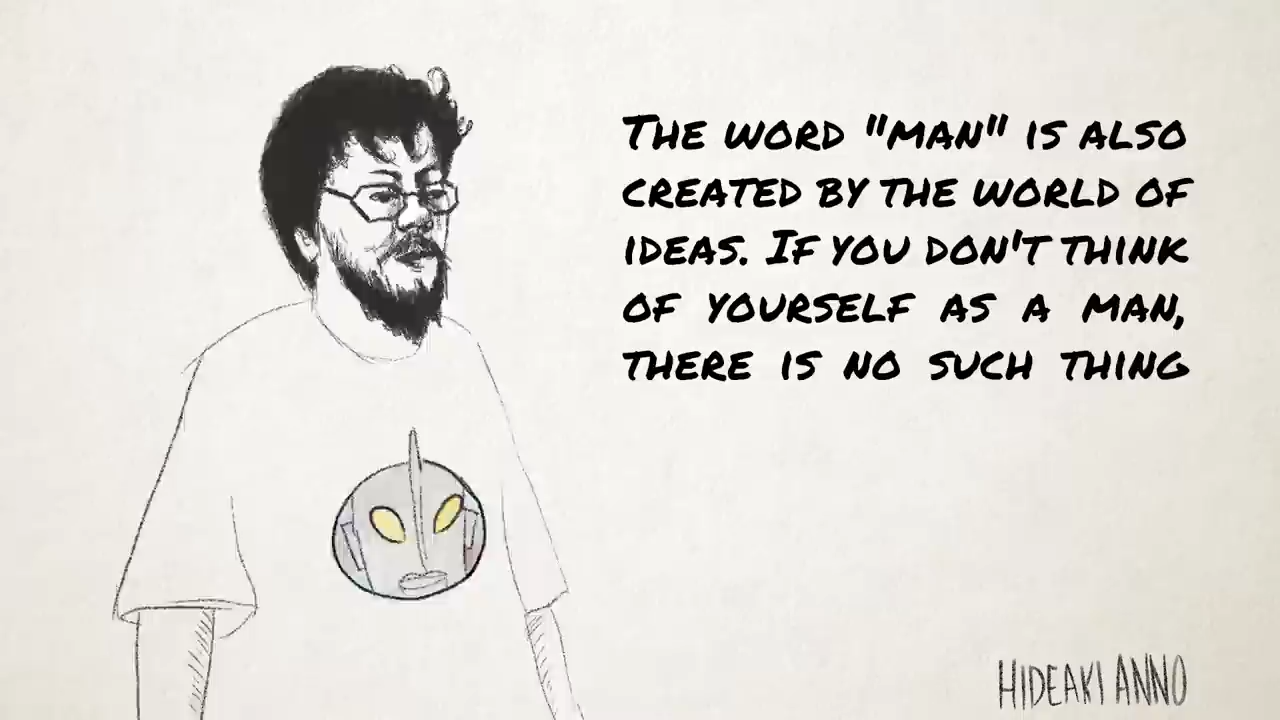 The word "man" is also
created by the world of
ideas. If you don't think
of yourself as a man,
there is no such thing
HIDEAKI ANNO